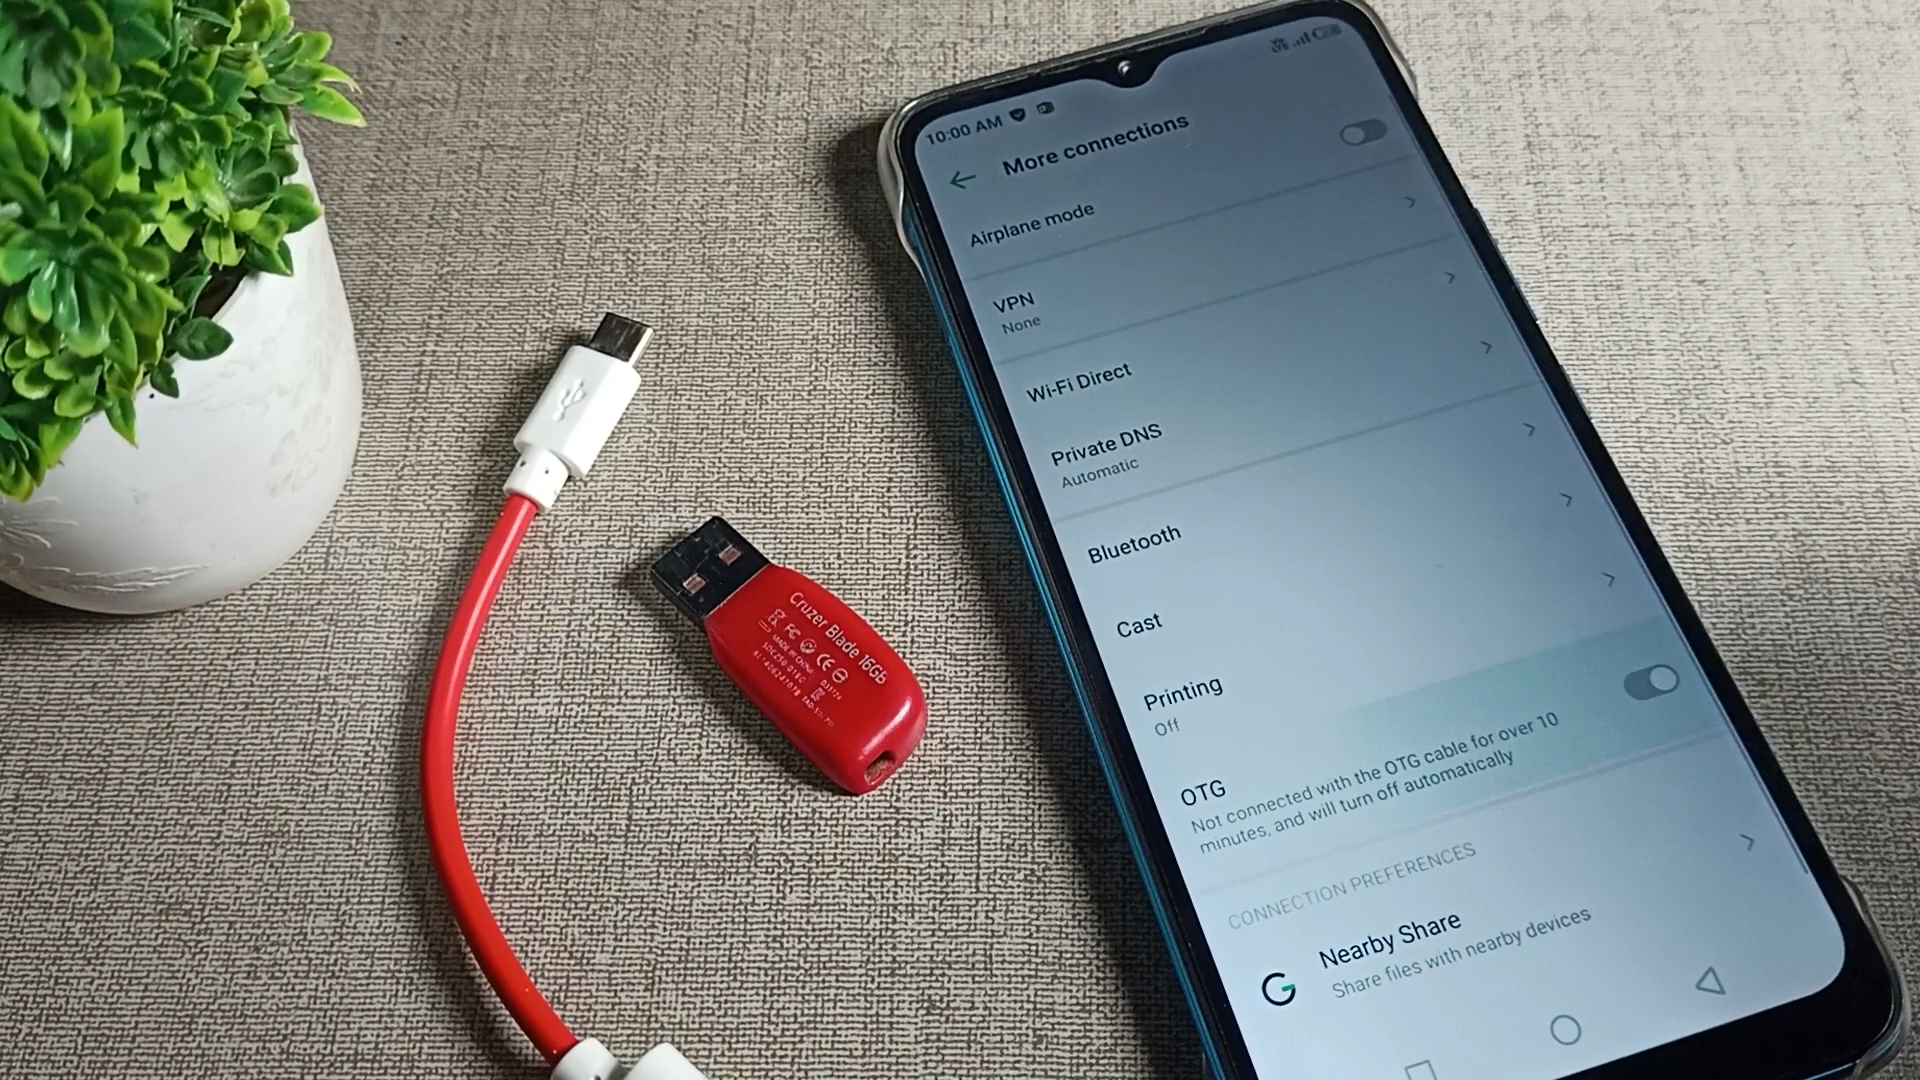 10:00 AM
More connections
Airplane mode
VPN
None
Wi-Fi Direct
Private DNS
Automatic
Bluetooth
Cast
Printing
Off
OTG
Not connected with the OTG cable for over 10
minutes, and will turn off automatically
CONNECTION PREFERENCES
Nearby Share
Share files with nearby devices
Cruzer Blade 16GB
FC CE
MADE IN CHINA